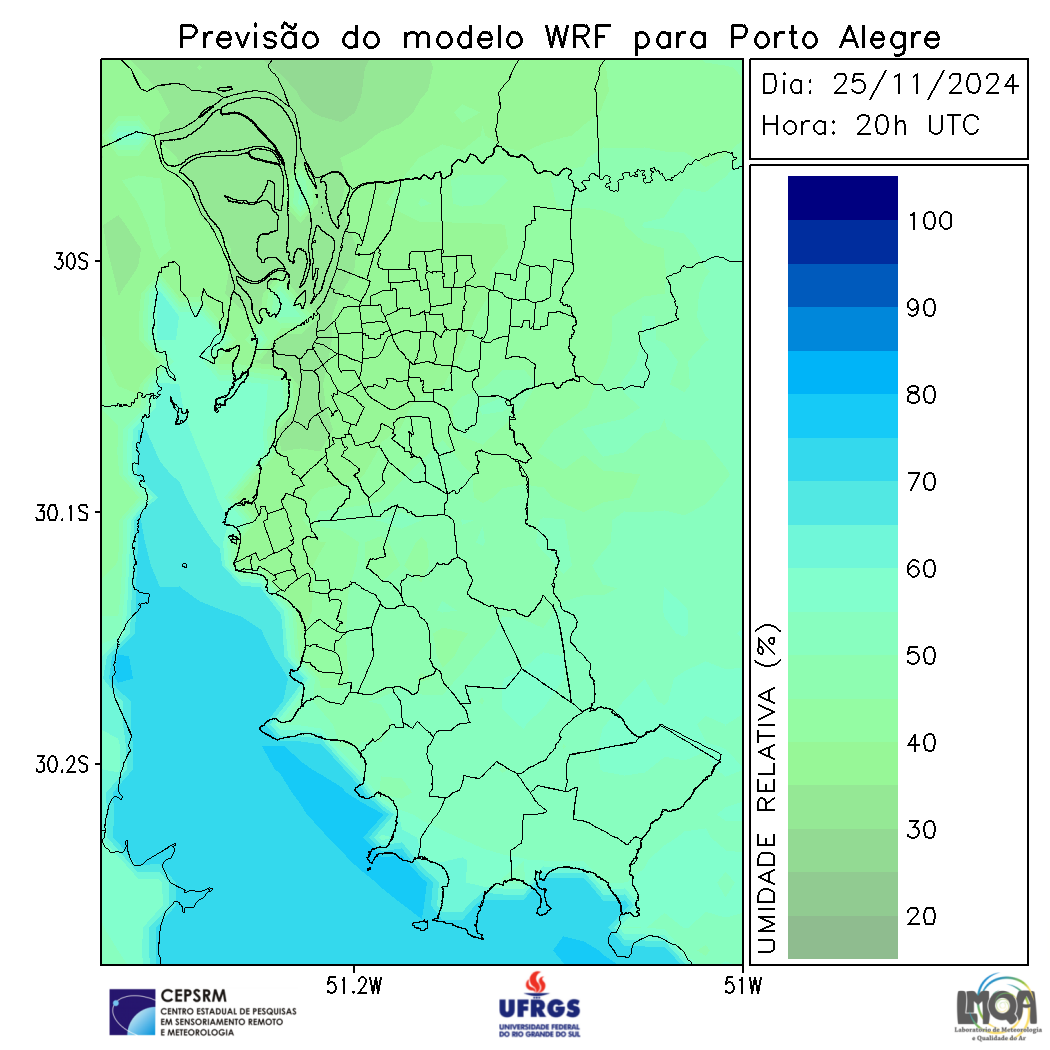 Previsão do modelo WRF para Porto Alegre
Dia: 25/11/2024
Hora: 20h UTC
100
90
80
70
60
50
40
30
20
UMIDADE RELATIVA (%)
30S
30.1S
30.2S
51.2W
51W
CEPSRM
CENTRO ESTADUAL DE PESQUISAS
EM SENSORIAMENTO REMOTO
E METEOROLOGIA
UFRGS
UNIVERSIDADE FEDERAL
DO RIO GRANDE DO SUL
LMQA
Laboratório de Meteorologia
e Qualidade do Ar